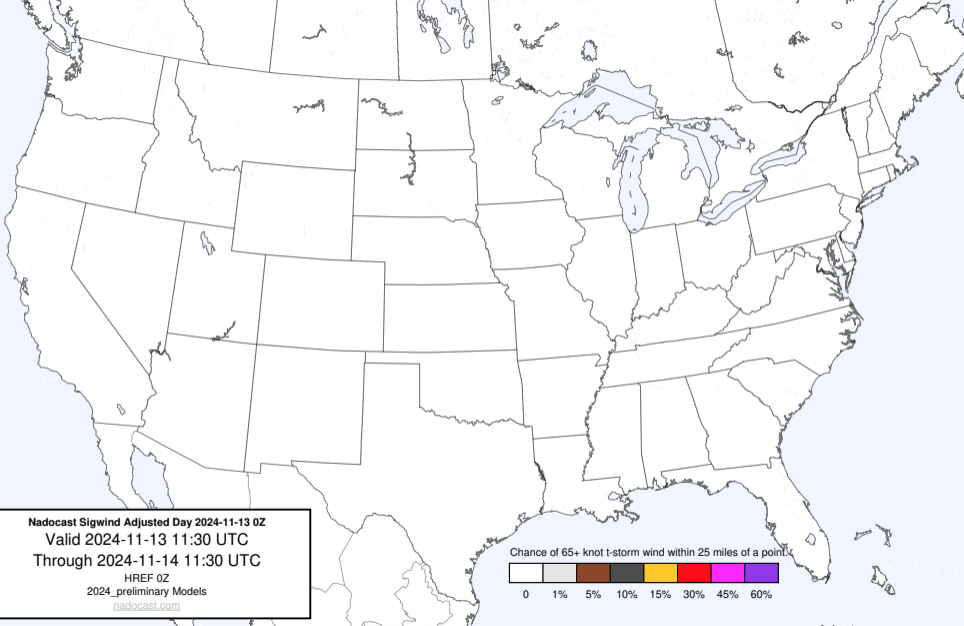 Nadocast Sigwind Adjusted Day 2024-11-13 0Z
Valid 2024-11-13 11:30 UTC
Through 2024-11-14 11:30 UTC
HREF 0Z
2024_preliminary Models
nadocast.com
Chance of 65+ knot t-storm wind within 25 miles of a point.
0 1% 5% 10% 15% 30% 45% 60%